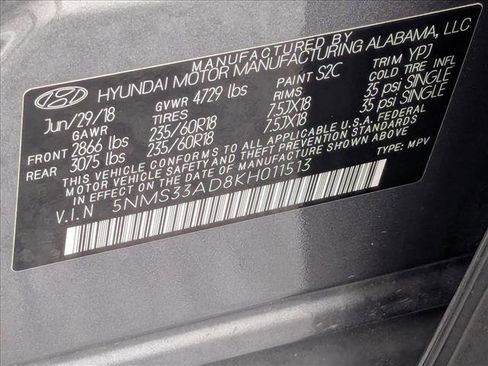 MANUFACTURED BY
HYUNDAI MOTOR MANUFACTURING ALABAMA, LLC
Jun/29/18 GVWR 4729 lbs PAINT S2C TRIM YPJ
GAWR TIRES RIMS COLD TIRE INFL
FRONT 2866 lbs 235/60R18 7.5JX18 35 psi SINGLE
REAR 3075 lbs 235/60R18 7.5JX18 35 psi SINGLE
THIS VEHICLE CONFORMS TO ALL APPLICABLE U.S.A. FEDERAL
MOTOR VEHICLE SAFETY AND THEFT PREVENTION STANDARDS
IN EFFECT ON THE DATE OF MANUFACTURE SHOWN ABOVE.
V.I.N 5NMS33AD8KH011513 TYPE: MPV